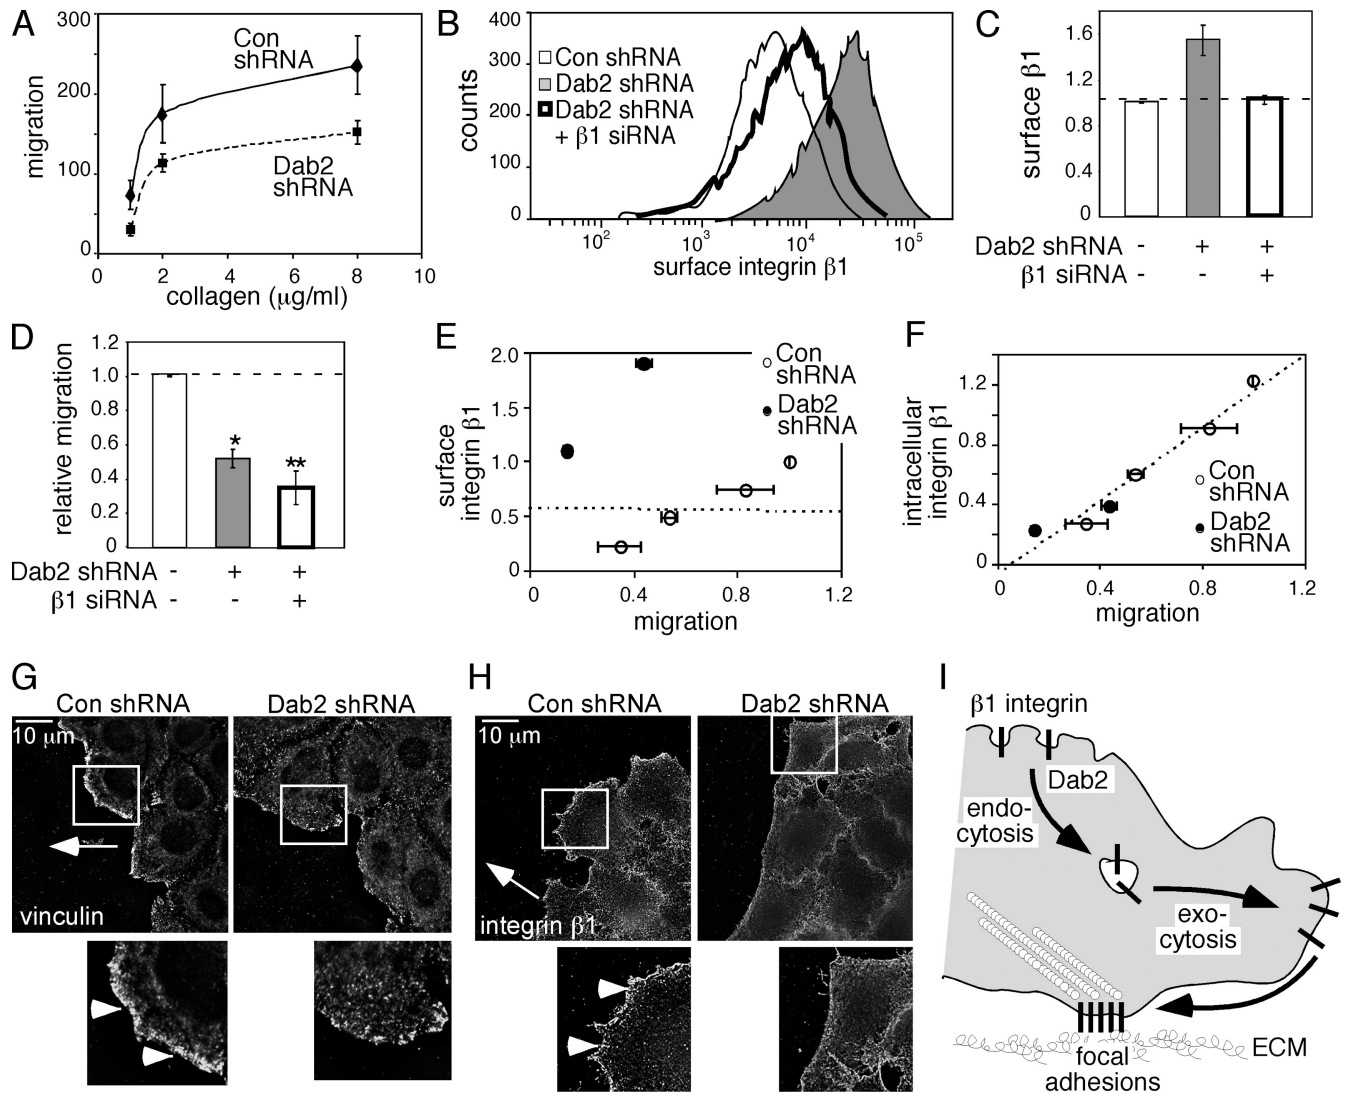 A
300
200
100
0
migration
Con
shRNA
Dab2
shRNA
0
2
4
6
8
10
collagen (μg/ml)
B
400
300
200
100
0
counts
Con shRNA
Dab2 shRNA
Dab2 shRNA
+ β1 siRNA
10²
10³
10⁴
10⁵
surface integrin β1
C
1.6
1.2
0.8
0.4
0
surface β1
Dab2 shRNA - + +
β1 siRNA - - +
D
1.2
1.0
0.8
0.6
0.4
0.2
0
relative migration
*
**
Dab2 shRNA - + +
β1 siRNA - - +
E
2.0
1.5
1.0
0.5
0
surface
integrin β1
Con
shRNA
Dab2
shRNA
0
0.4
0.8
1.2
migration
F
1.2
0.8
0.4
0
intracellular
integrin β1
Con
shRNA
Dab2
shRNA
0
0.4
0.8
1.2
migration
G
Con shRNA
Dab2 shRNA
10 μm
vinculin
H
Con shRNA
Dab2 shRNA
10 μm
integrin β1
I
β1 integrin
Dab2
endo-
cytosis
exo-
cytosis
focal
adhesions
ECM